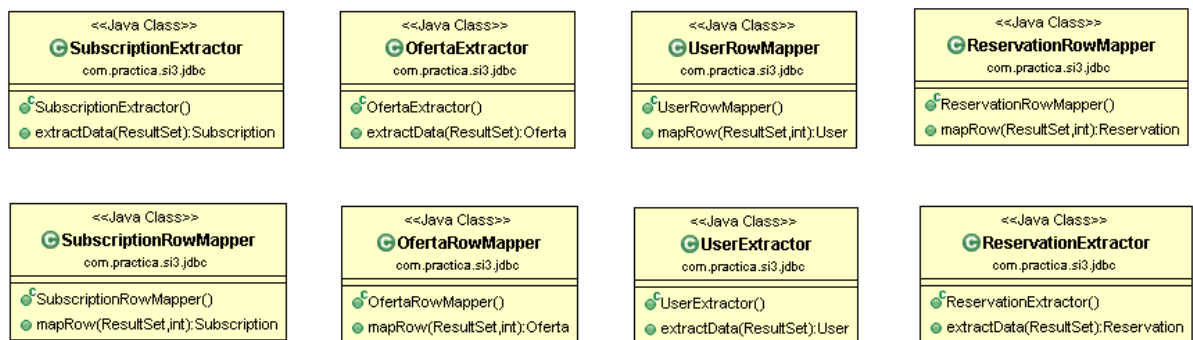 <<Java Class>>
SubscriptionExtractor
com.practica.si3.jdbc
SubscriptionExtractor()
extractData(ResultSet):Subscription
<<Java Class>>
OfertaExtractor
com.practica.si3.jdbc
OfertaExtractor()
extractData(ResultSet):Oferta
<<Java Class>>
UserRowMapper
com.practica.si3.jdbc
UserRowMapper()
mapRow(ResultSet,int):User
<<Java Class>>
ReservationRowMapper
com.practica.si3.jdbc
ReservationRowMapper()
mapRow(ResultSet,int):Reservation
<<Java Class>>
SubscriptionRowMapper
com.practica.si3.jdbc
SubscriptionRowMapper()
mapRow(ResultSet,int):Subscription
<<Java Class>>
OfertaRowMapper
com.practica.si3.jdbc
OfertaRowMapper()
mapRow(ResultSet,int):Oferta
<<Java Class>>
UserExtractor
com.practica.si3.jdbc
UserExtractor()
extractData(ResultSet):User
<<Java Class>>
ReservationExtractor
com.practica.si3.jdbc
ReservationExtractor()
extractData(ResultSet):Reservation